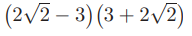 (2√2 − 3)(3 + 2√2)